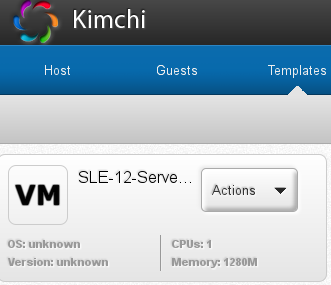 Kimchi
Host Guests Templates
VM SLE-12-Serve... Actions
OS: unknown CPUs: 1
Version: unknown Memory: 1280M